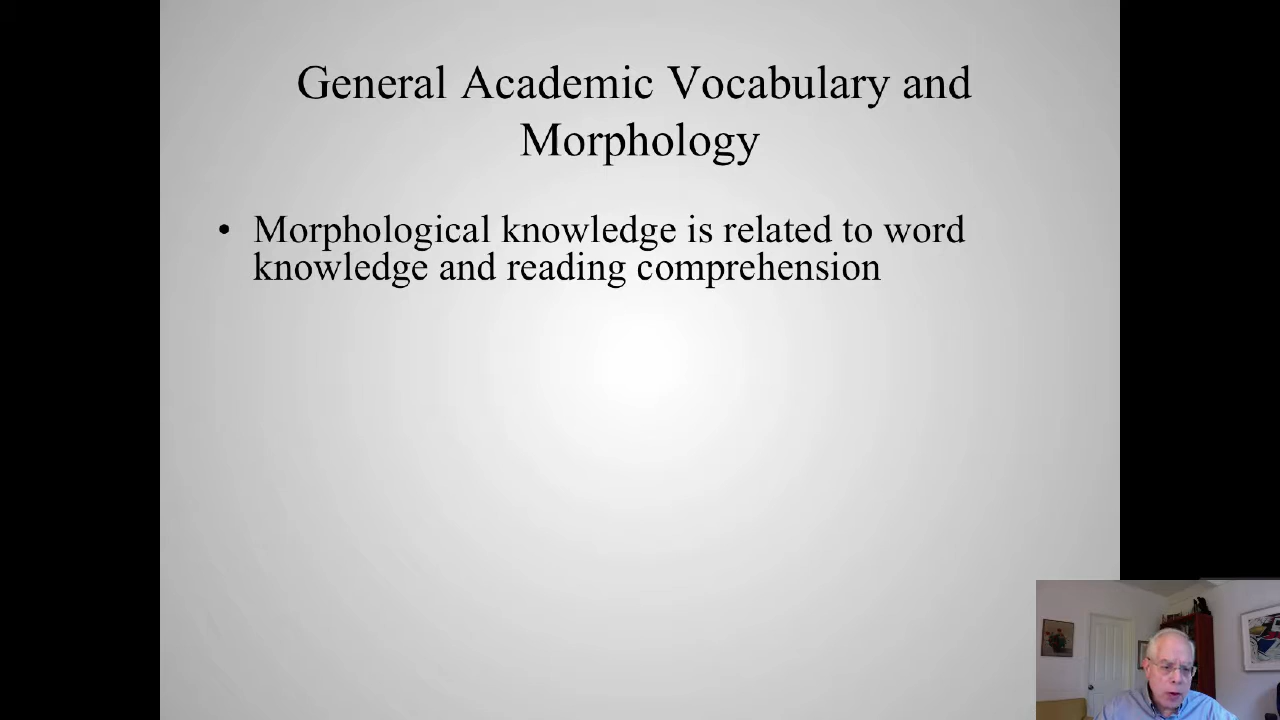 General Academic Vocabulary and
Morphology
• Morphological knowledge is related to word
knowledge and reading comprehension